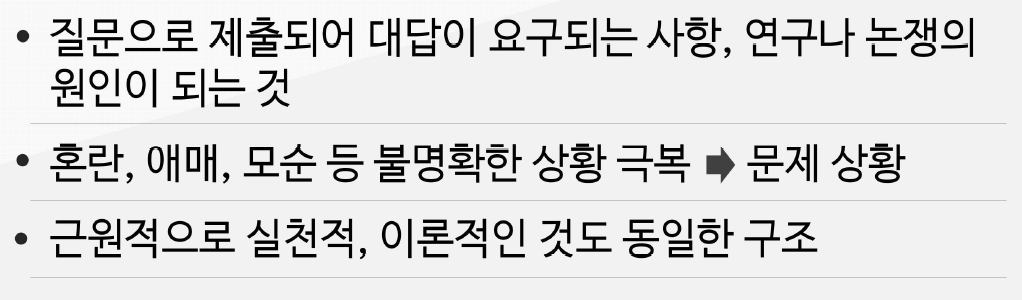 • 질문으로 제출되어 대답이 요구되는 사항, 연구나 논쟁의
원인이 되는 것
• 혼란, 애매, 모순 등 불명확한 상황 극복 ➡ 문제 상황
• 근원적으로 실천적, 이론적인 것도 동일한 구조